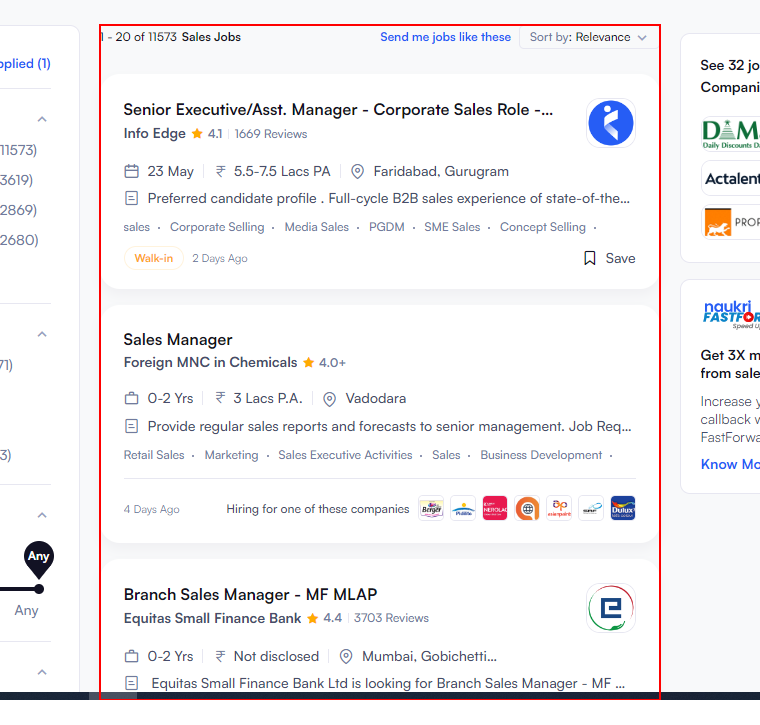 pplied (1)
11573)
3619)
2869)
2680)
71)
3)
Any
Any
1 - 20 of 11573 Sales Jobs
Send me jobs like these
Sort by: Relevance
Senior Executive/Asst. Manager - Corporate Sales Role -...
Info Edge 4.1 | 1669 Reviews
23 May ₹ 5.5-7.5 Lacs PA Faridabad, Gurugram
Preferred candidate profile . Full-cycle B2B sales experience of state-of-the...
sales · Corporate Selling · Media Sales · PGDM · SME Sales · Concept Selling ·
Walk-in 2 Days Ago Save
Sales Manager
Foreign MNC in Chemicals 4.0+
0-2 Yrs ₹ 3 Lacs P.A. Vadodara
Provide regular sales reports and forecasts to senior management. Job Req...
Retail Sales · Marketing · Sales Executive Activities · Sales · Business Development ·
4 Days Ago Hiring for one of these companies Berger NEROLAC asianpaints Dulux
Branch Sales Manager - MF MLAP
Equitas Small Finance Bank 4.4 | 3703 Reviews
0-2 Yrs ₹ Not disclosed Mumbai, Gobichetti...
Equitas Small Finance Bank Ltd is looking for Branch Sales Manager - MF ...
See 32 jo
Compani
Daily Discounts D
Actalent
PROF
naukri
FASTFOR
Speed U
Get 3X m
from sale
Increase y
callback w
FastForwa
Know Mo